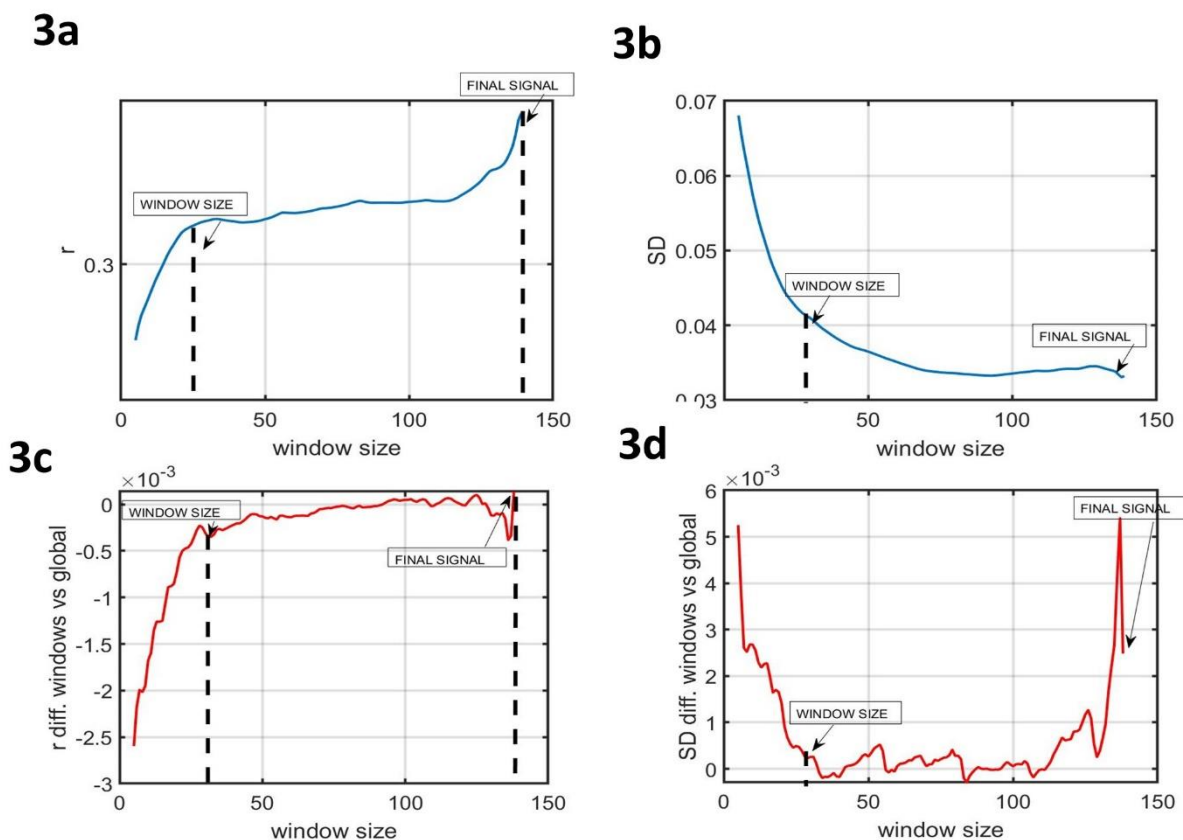 3a
FINAL SIGNAL
WINDOW SIZE
r
0.3
0
50
100
150
window size
3b
0.07
0.06
0.05
0.04
0.03
SD
WINDOW SIZE
FINAL SIGNAL
0
50
100
150
window size
3c
×10⁻³
0
-0.5
-1
-1.5
-2
-2.5
-3
r diff. windows vs global
WINDOW SIZE
FINAL SIGNAL
0
50
100
150
window size
3d
×10⁻³
6
5
4
3
2
1
0
SD diff. windows vs global
FINAL SIGNAL
WINDOW SIZE
0
50
100
150
window size